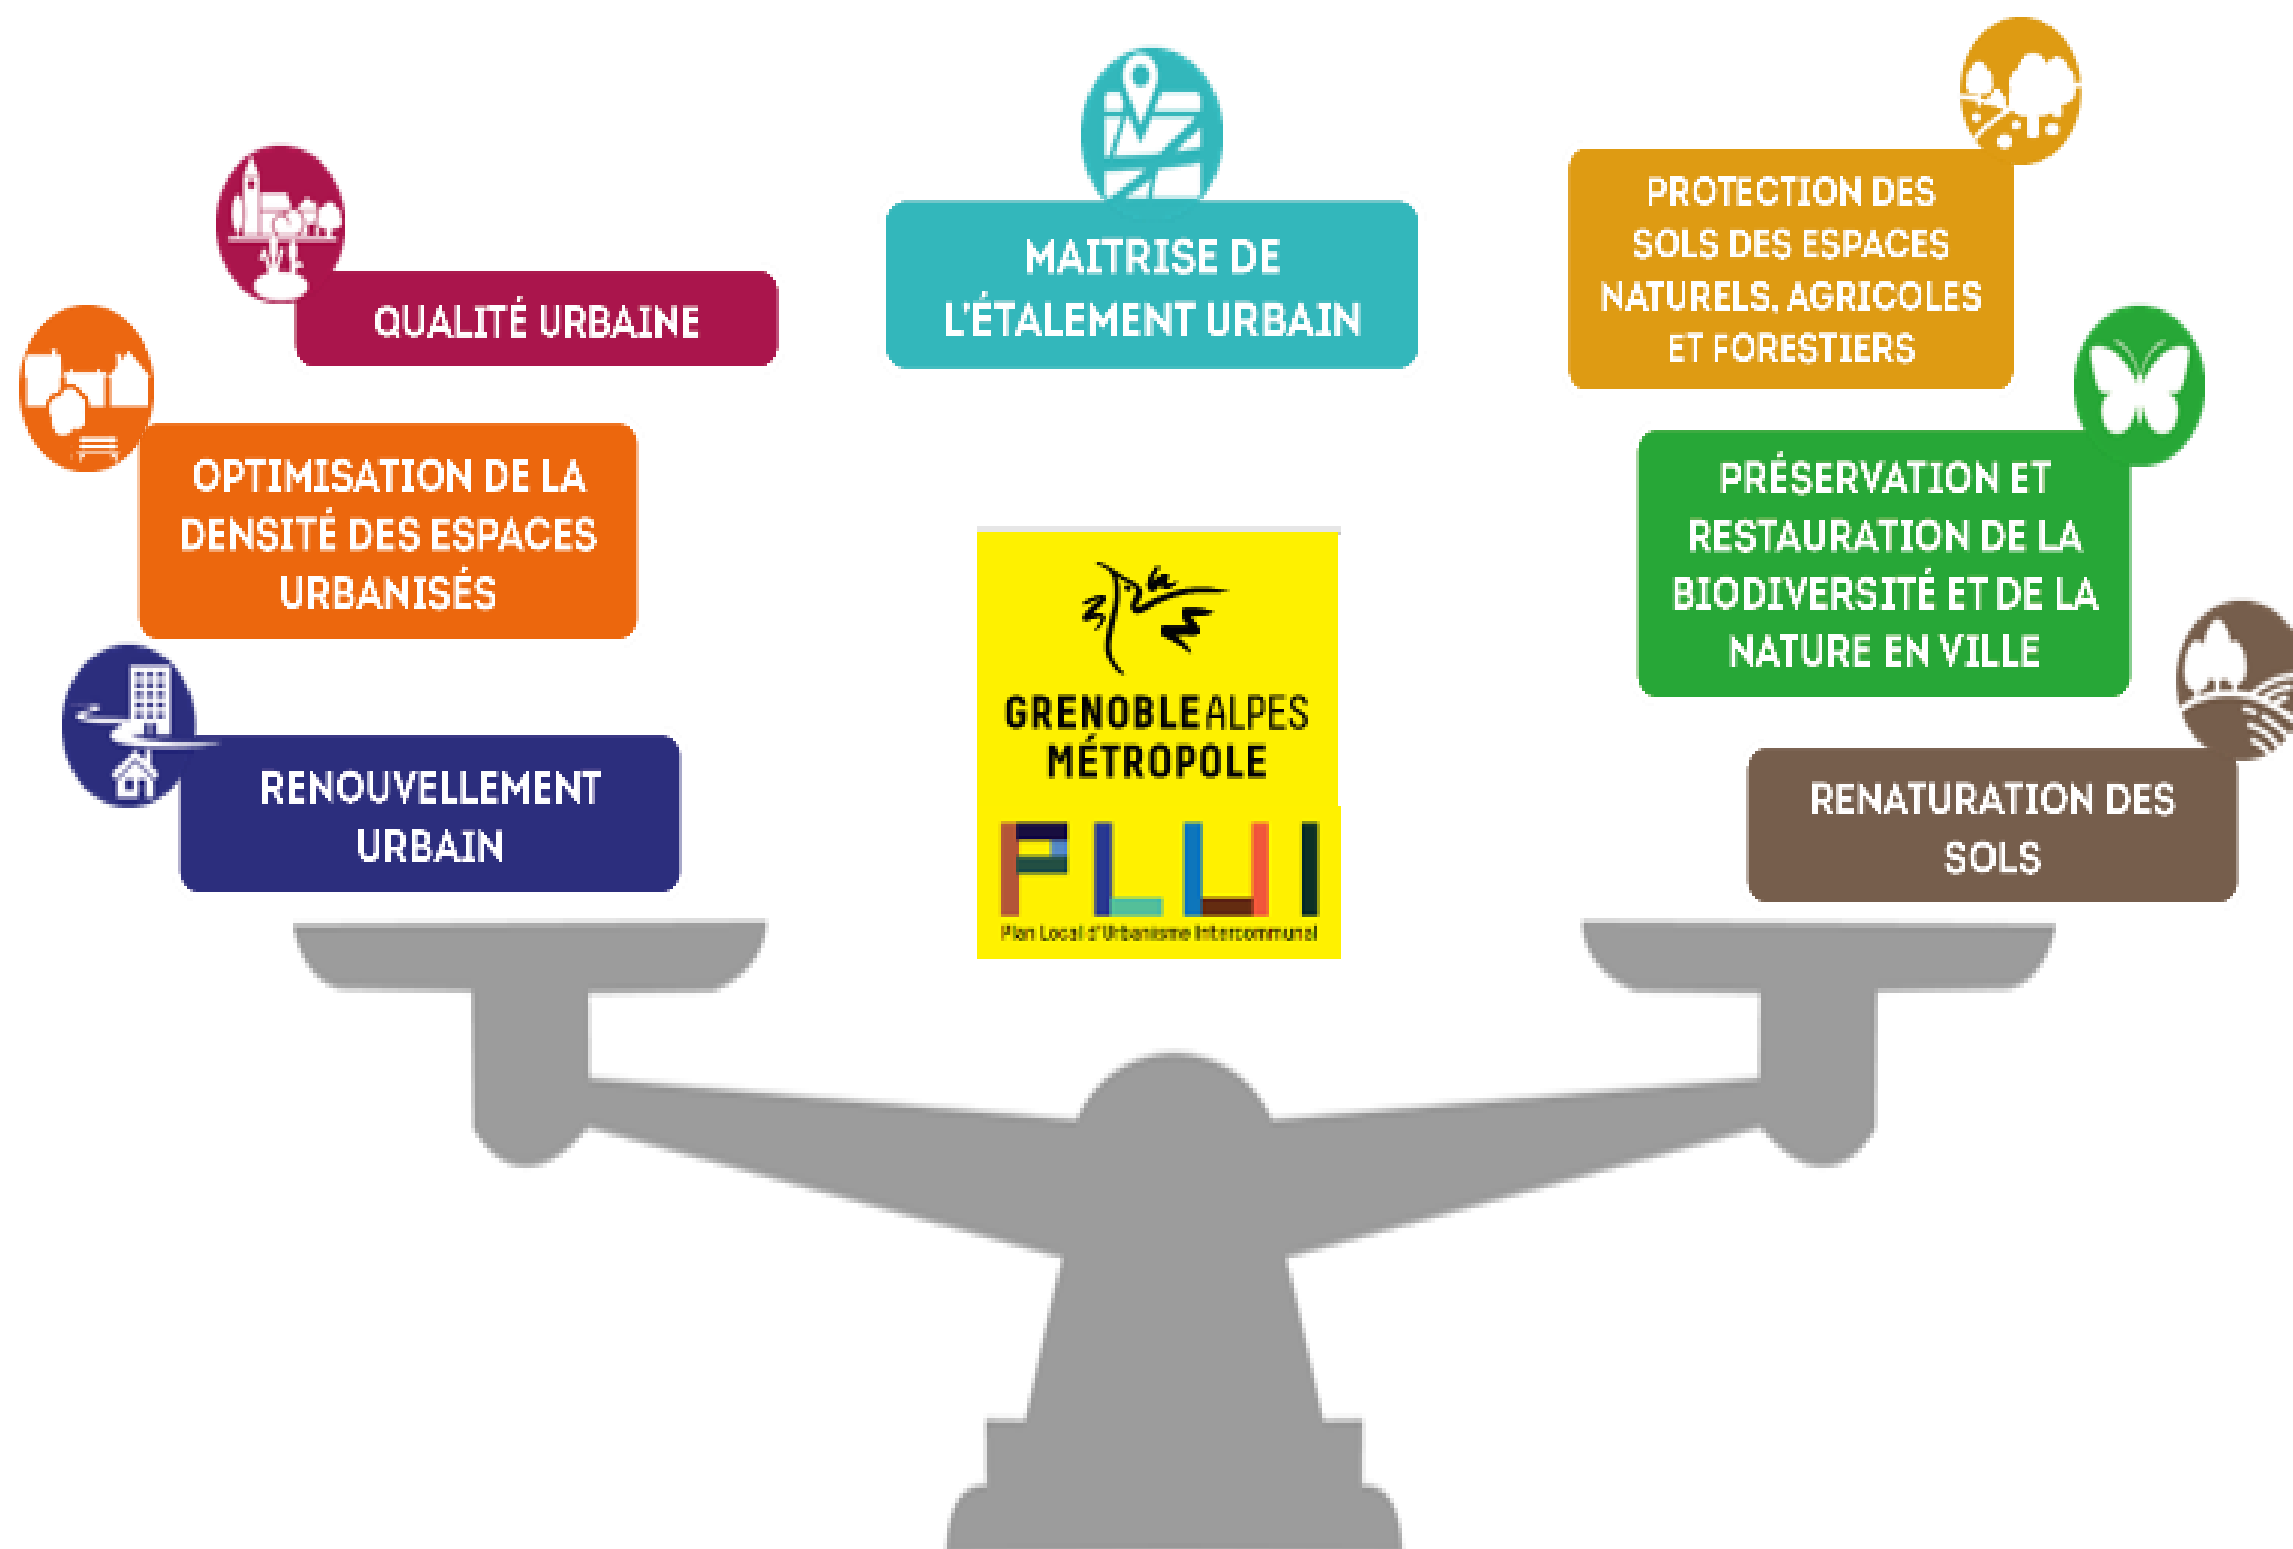 QUALITÉ URBAINE
OPTIMISATION DE LA
DENSITÉ DES ESPACES
URBANISÉS
RENOUVELLEMENT
URBAIN
MAITRISE DE
L'ÉTALEMENT URBAIN
GRENOBLEALPES
MÉTROPOLE
PLUI
Plan Local d'Urbanisme Intercommunal
PROTECTION DES
SOLS DES ESPACES
NATURELS, AGRICOLES
ET FORESTIERS
PRÉSERVATION ET
RESTAURATION DE LA
BIODIVERSITÉ ET DE LA
NATURE EN VILLE
RENATURATION DES
SOLS